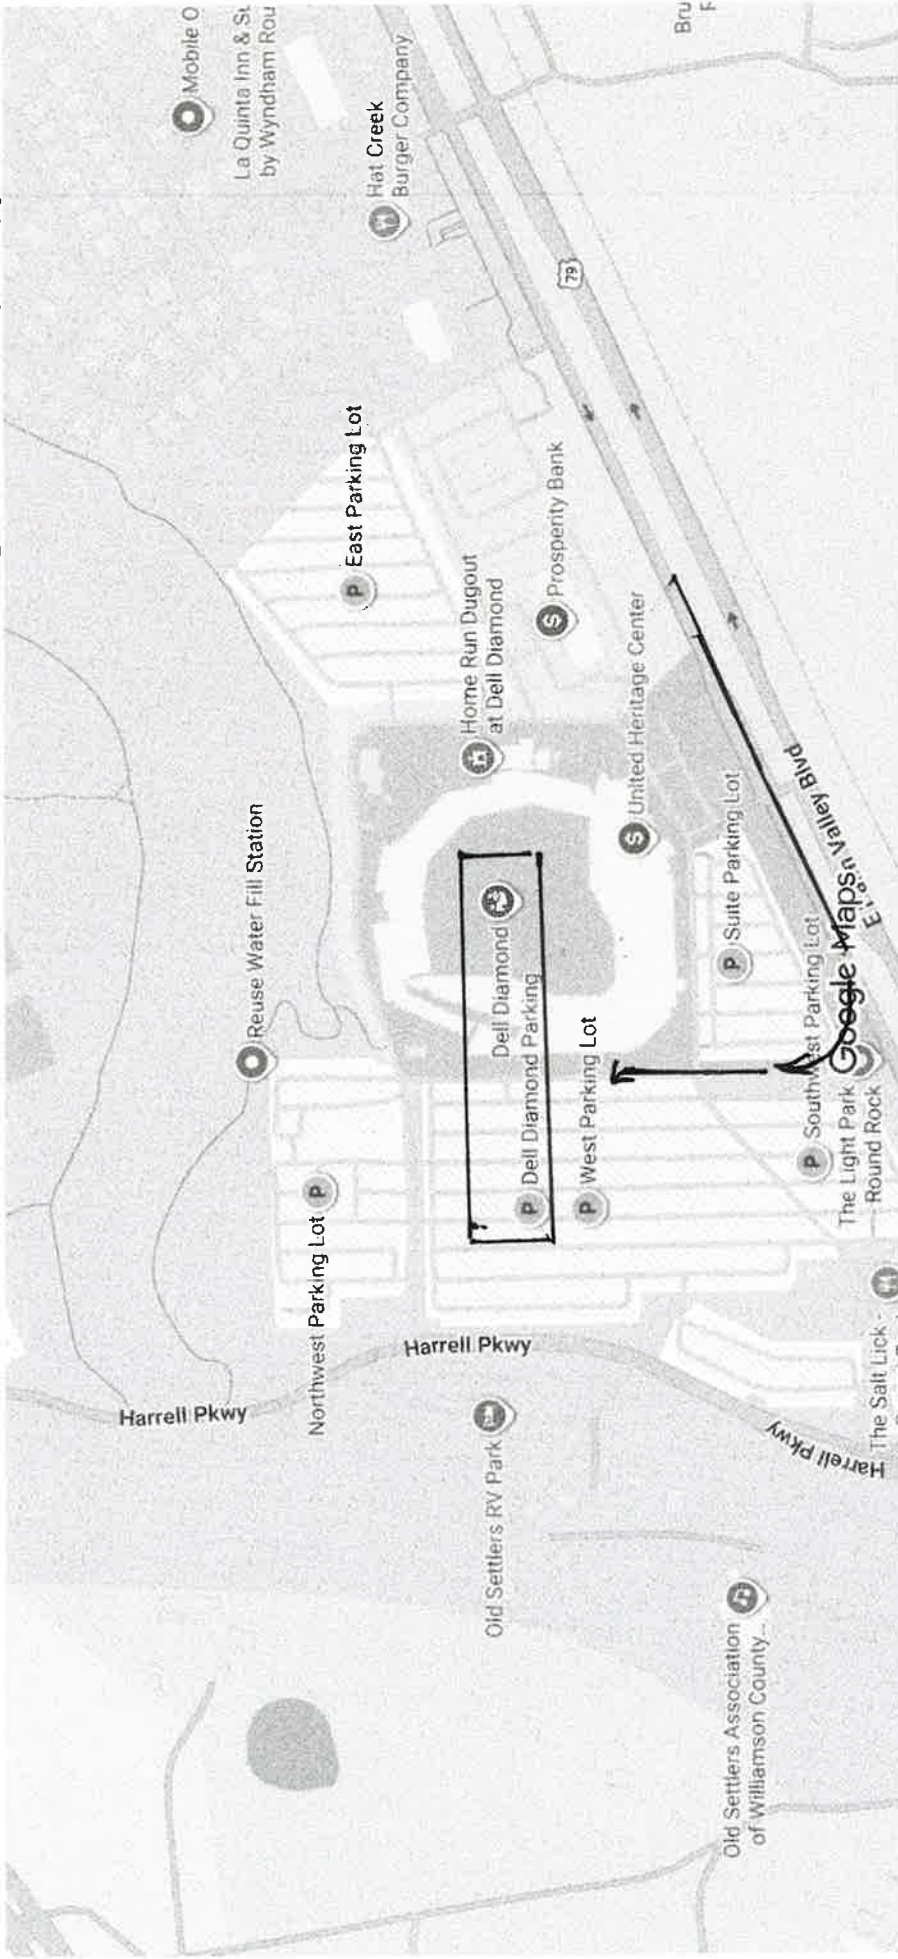 Mobile O
La Quinta Inn & Su
by Wyndham Rou
Hat Creek
Burger Company
Bru
79
East Parking Lot
Prosperity Bank
Home Run Dugout
at Dell Diamond
United Heritage Center
Reuse Water Fill Station
Suite Parking Lot
Valley Blvd
Dell Diamond
Dell Diamond Parking
West Parking Lot
Southwest Parking Lot
Google Maps
The Light Park
Round Rock
Northwest Parking Lot
Harrell Pkwy
Harrell Pkwy
Harrell Pkwy
The Salt Lick -
Old Settlers RV Park
Old Settlers Association
of Williamson County...
P
P
P
P
P
P
$
$